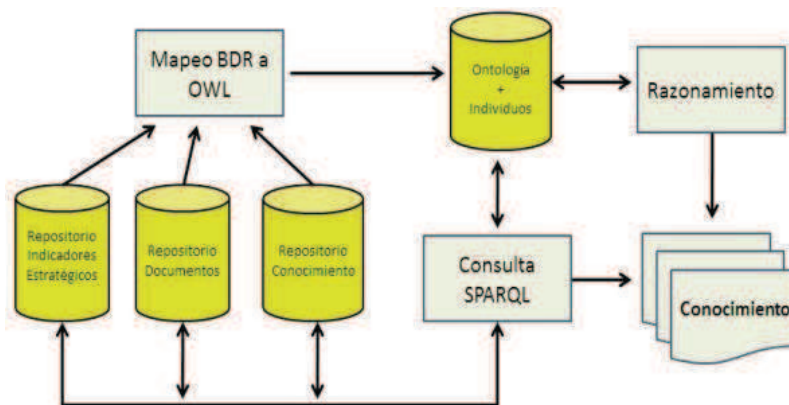 Mapeo BDR a
OWL
Ontología
+
Individuos
Razonamiento
Repositorio
Indicadores
Estratégicos
Repositorio
Documentos
Repositorio
Conocimiento
Consulta
SPARQL
Conocimiento